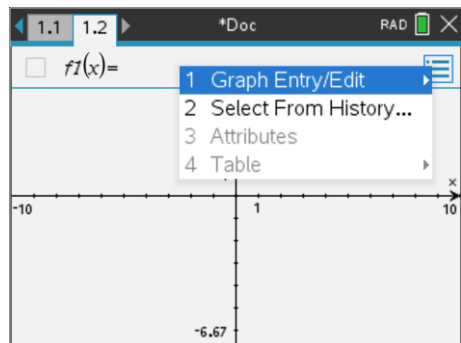 1.1 1.2 *Doc RAD
f1(x)=
1 Graph Entry/Edit
2 Select From History...
3 Attributes
4 Table
x
-10 1 10
-6.67